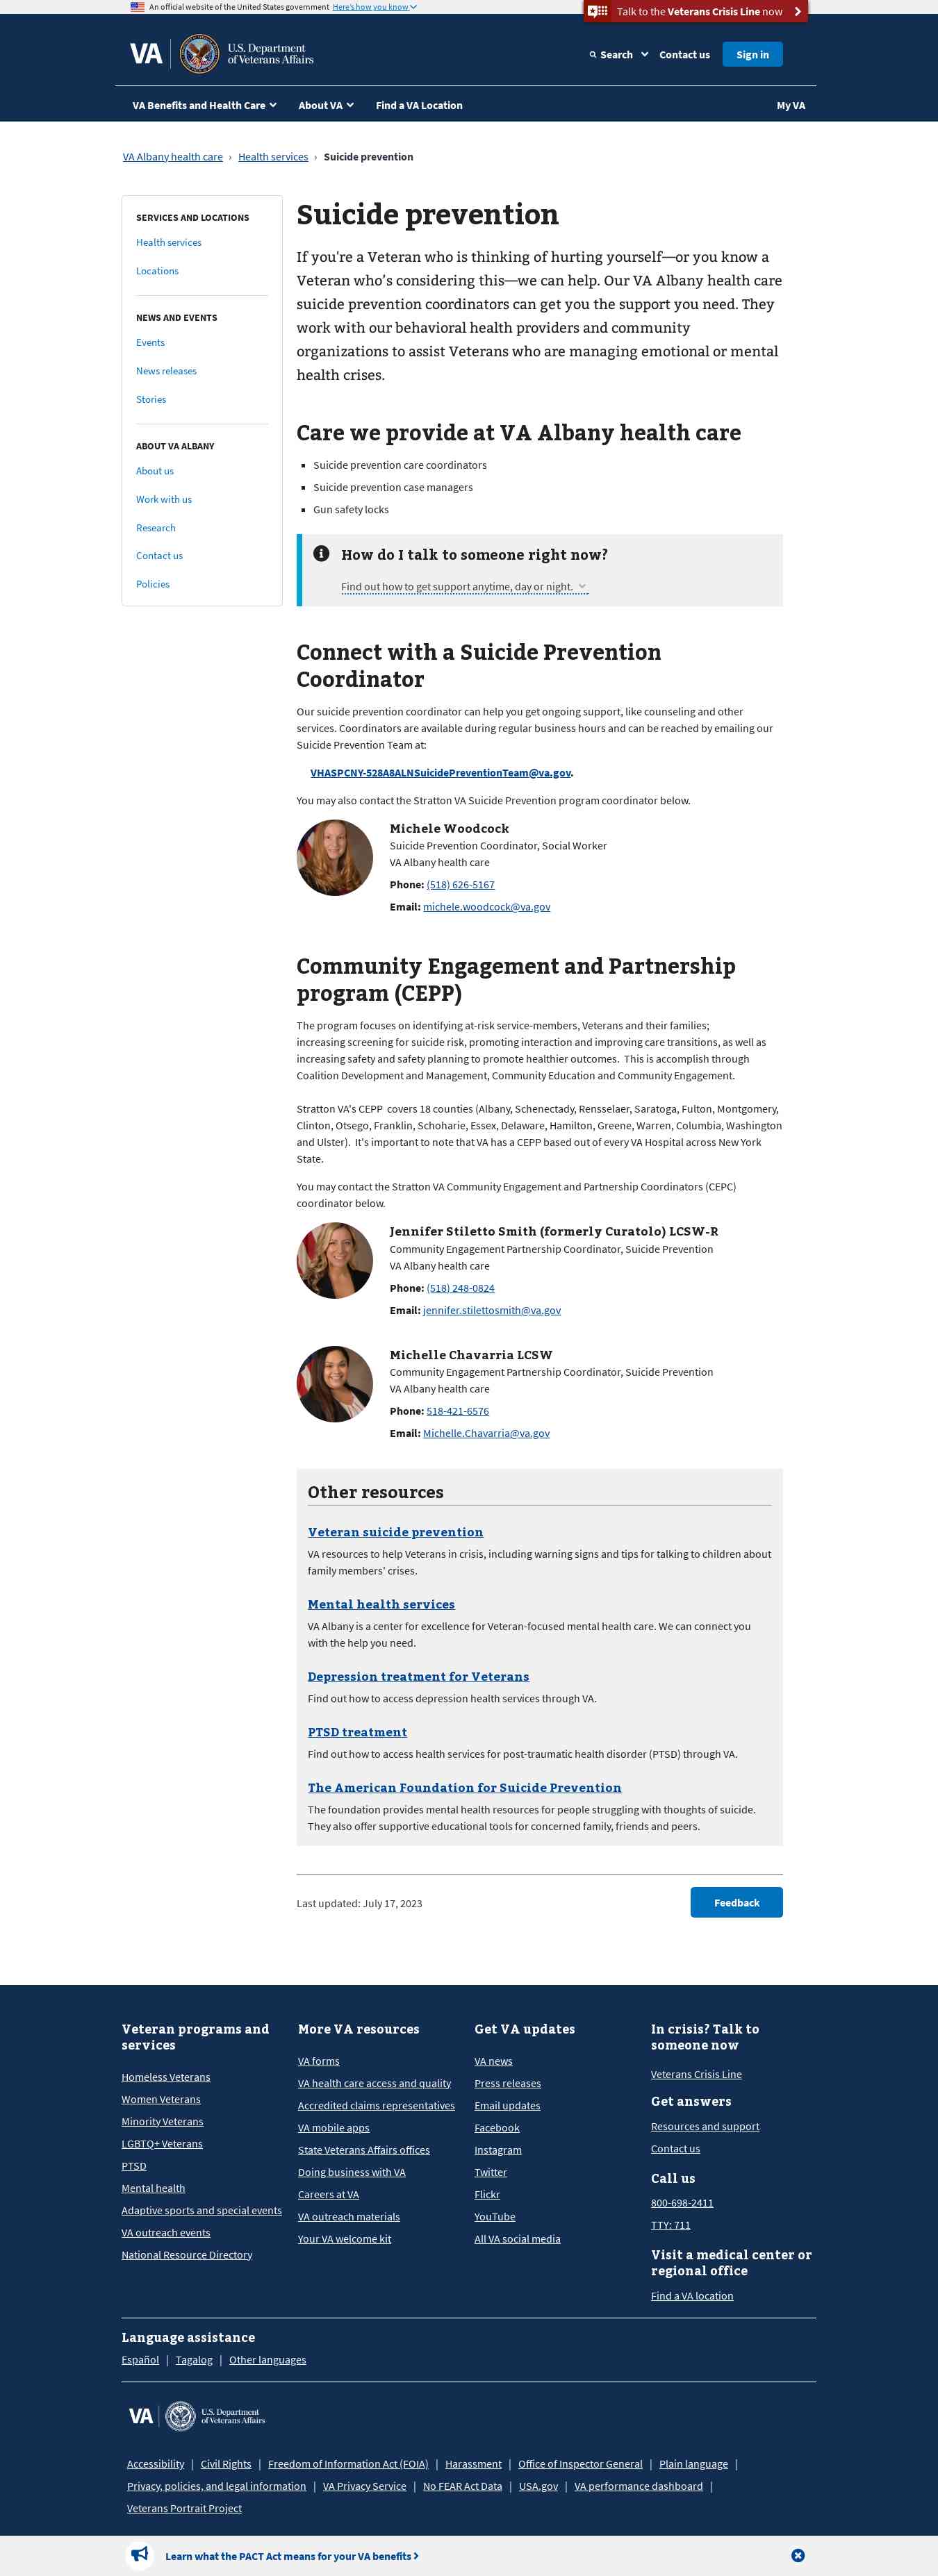 An official website of the United States government Here's how you know
Talk to the Veterans Crisis Line now
VA
U.S. Department
of Veterans Affairs
Search
Contact us
Sign in
VA Benefits and Health Care
About VA
Find a VA Location
My VA
VA Albany health care › Health services › Suicide prevention
SERVICES AND LOCATIONS
Health services
Locations
NEWS AND EVENTS
Events
News releases
Stories
ABOUT VA ALBANY
About us
Work with us
Research
Contact us
Policies
Suicide prevention
If you're a Veteran who is thinking of hurting yourself—or you know a
Veteran who’s considering this—we can help. Our VA Albany health care
suicide prevention coordinators can get you the support you need. They
work with our behavioral health providers and community
organizations to assist Veterans who are managing emotional or mental
health crises.
Care we provide at VA Albany health care
Suicide prevention care coordinators
Suicide prevention case managers
Gun safety locks
How do I talk to someone right now?
Find out how to get support anytime, day or night.
Connect with a Suicide Prevention
Coordinator
Our suicide prevention coordinator can help you get ongoing support, like counseling and other
services. Coordinators are available during regular business hours and can be reached by emailing our
Suicide Prevention Team at:
VHASPCNY-528A8ALNSuicidePreventionTeam@va.gov.
You may also contact the Stratton VA Suicide Prevention program coordinator below.
Michele Woodcock
Suicide Prevention Coordinator, Social Worker
VA Albany health care
Phone: (518) 626-5167
Email: michele.woodcock@va.gov
Community Engagement and Partnership
program (CEPP)
The program focuses on identifying at-risk service-members, Veterans and their families;
increasing screening for suicide risk, promoting interaction and improving care transitions, as well as
increasing safety and safety planning to promote healthier outcomes.  This is accomplish through
Coalition Development and Management, Community Education and Community Engagement.
Stratton VA's CEPP  covers 18 counties (Albany, Schenectady, Rensselaer, Saratoga, Fulton, Montgomery,
Clinton, Otsego, Franklin, Schoharie, Essex, Delaware, Hamilton, Greene, Warren, Columbia, Washington
and Ulster).  It's important to note that VA has a CEPP based out of every VA Hospital across New York
State.
You may contact the Stratton VA Community Engagement and Partnership Coordinators (CEPC)
coordinator below.
Jennifer Stiletto Smith (formerly Curatolo) LCSW-R
Community Engagement Partnership Coordinator, Suicide Prevention
VA Albany health care
Phone: (518) 248-0824
Email: jennifer.stilettosmith@va.gov
Michelle Chavarria LCSW
Community Engagement Partnership Coordinator, Suicide Prevention
VA Albany health care
Phone: 518-421-6576
Email: Michelle.Chavarria@va.gov
Other resources
Veteran suicide prevention
VA resources to help Veterans in crisis, including warning signs and tips for talking to children about
family members' crises.
Mental health services
VA Albany is a center for excellence for Veteran-focused mental health care. We can connect you
with the help you need.
Depression treatment for Veterans
Find out how to access depression health services through VA.
PTSD treatment
Find out how to access health services for post-traumatic health disorder (PTSD) through VA.
The American Foundation for Suicide Prevention
The foundation provides mental health resources for people struggling with thoughts of suicide.
They also offer supportive educational tools for concerned family, friends and peers.
Last updated: July 17, 2023
Feedback
Veteran programs and
services
Homeless Veterans
Women Veterans
Minority Veterans
LGBTQ+ Veterans
PTSD
Mental health
Adaptive sports and special events
VA outreach events
National Resource Directory
More VA resources
VA forms
VA health care access and quality
Accredited claims representatives
VA mobile apps
State Veterans Affairs offices
Doing business with VA
Careers at VA
VA outreach materials
Your VA welcome kit
Get VA updates
VA news
Press releases
Email updates
Facebook
Instagram
Twitter
Flickr
YouTube
All VA social media
In crisis? Talk to
someone now
Veterans Crisis Line
Get answers
Resources and support
Contact us
Call us
800-698-2411
TTY: 711
Visit a medical center or
regional office
Find a VA location
Language assistance
Español | Tagalog | Other languages
VA
U.S. Department
of Veterans Affairs
Accessibility | Civil Rights | Freedom of Information Act (FOIA) | Harassment | Office of Inspector General | Plain language |
Privacy, policies, and legal information | VA Privacy Service | No FEAR Act Data | USA.gov | VA performance dashboard |
Veterans Portrait Project
Learn what the PACT Act means for your VA benefits